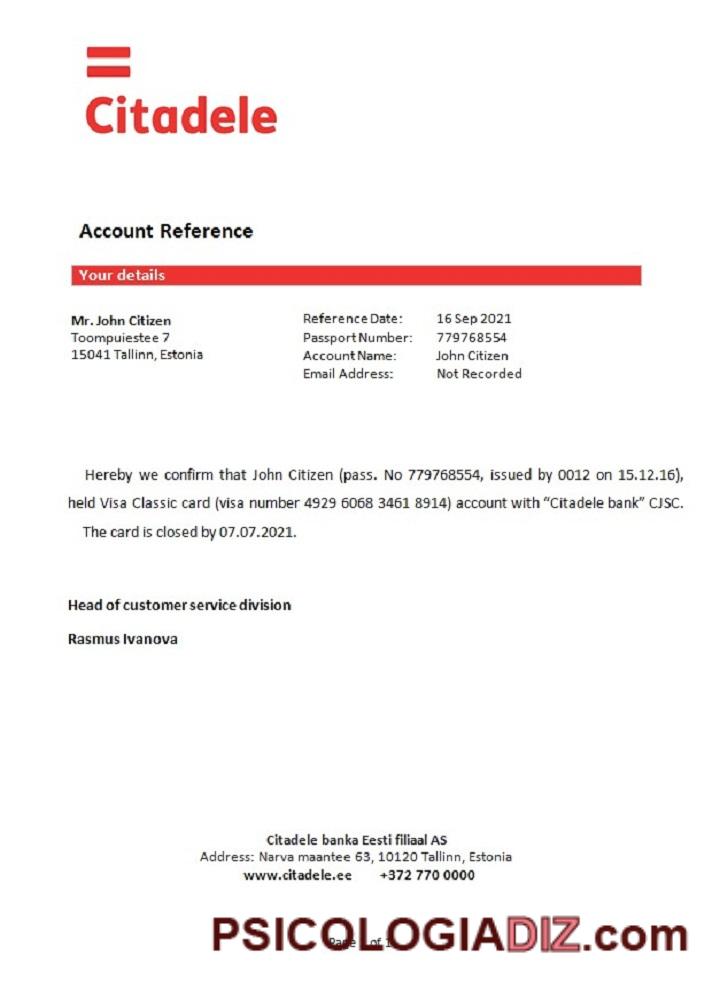 Citadele
Account Reference
Your details
Mr. John Citizen
Toompuiestee 7
15041 Tallinn, Estonia
Reference Date: 16 Sep 2021
Passport Number: 779768554
Account Name: John Citizen
Email Address: Not Recorded
Hereby we confirm that John Citizen (pass. No 779768554, issued by 0012 on 15.12.16),
held Visa Classic card (visa number 4929 6068 3461 8914) account with “Citadele bank” CJSC.
The card is closed by 07.07.2021.
Head of customer service division
Rasmus Ivanova
Citadele banka Eesti filiaal AS
Address: Narva maantee 63, 10120 Tallinn, Estonia
www.citadele.ee +372 770 0000
PSICOLOGIADIZ.com
Page of 1